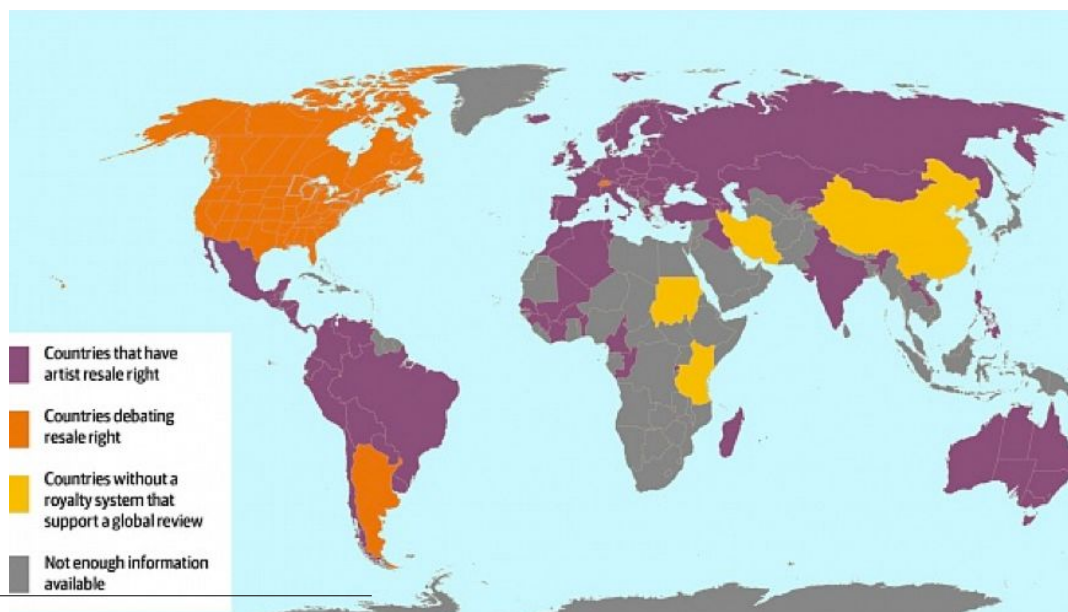 Countries that have
artist resale right
Countries debating
resale right
Countries without a
royalty system that
support a global review
Not enough information
available